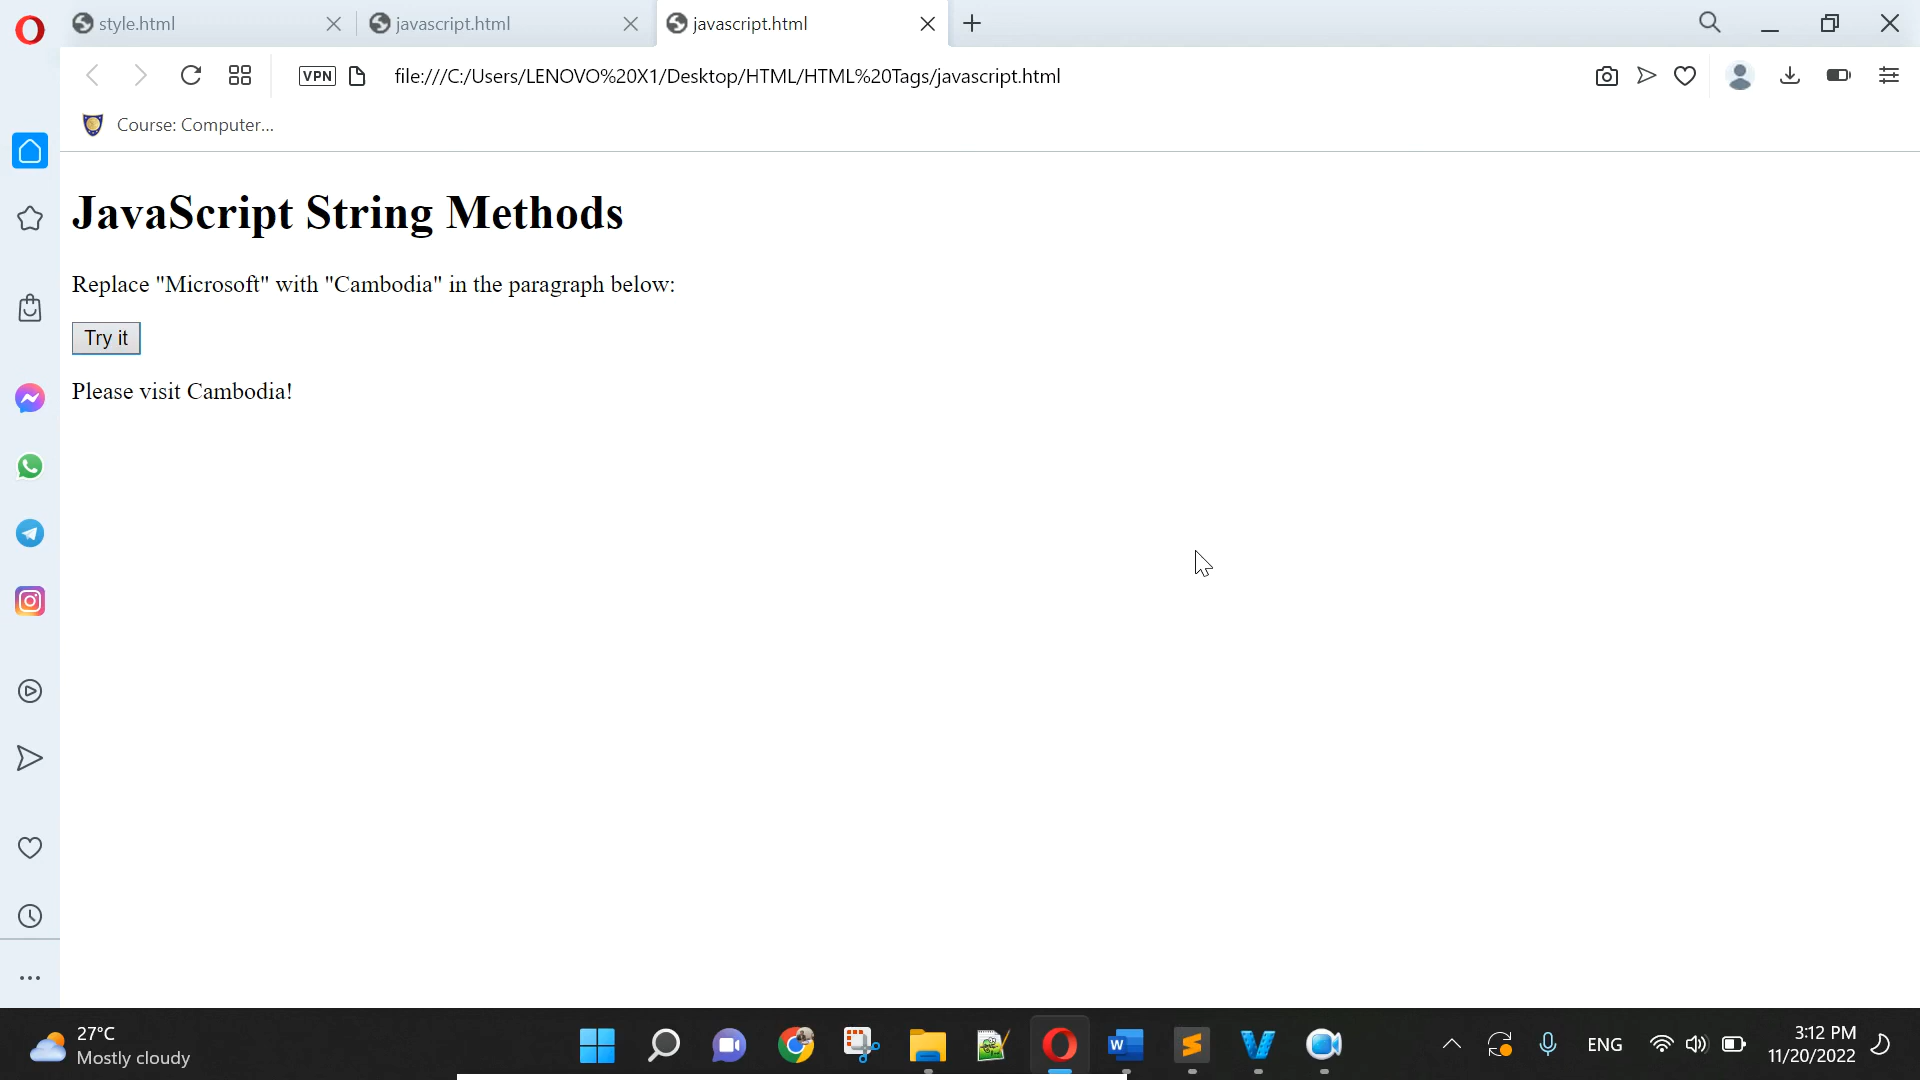 style.html
javascript.html
javascript.html
VPN
file:///C:/Users/LENOVO%20X1/Desktop/HTML/HTML%20Tags/javascript.html
Course: Computer...
JavaScript String Methods
Replace "Microsoft" with "Cambodia" in the paragraph below:
Try it
Please visit Cambodia!
27°C
Mostly cloudy
ENG
3:12 PM
11/20/2022